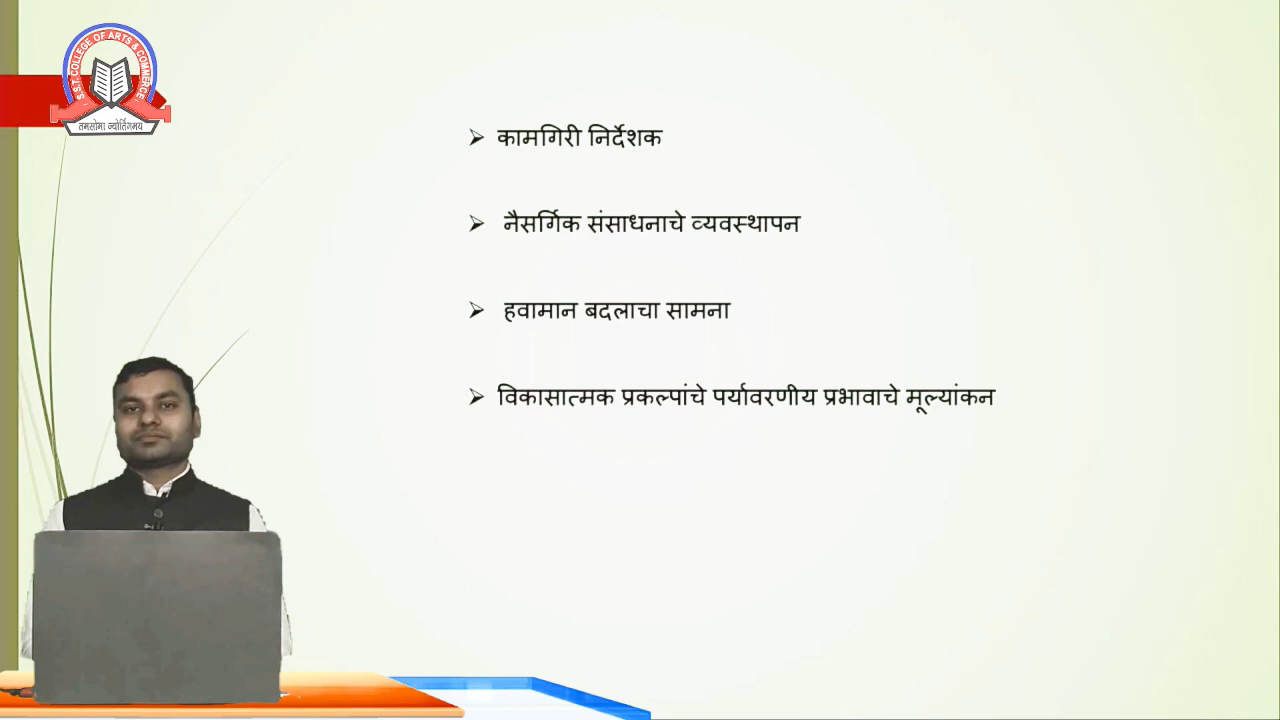 S.S.T. COLLEGE OF ARTS & COMMERCE.
तमसोमा ज्योर्तिगमय
➢ कामगिरी निर्देशक
➢ नैसर्गिक संसाधनाचे व्यवस्थापन
➢ हवामान बदलाचा सामना
➢ विकासात्मक प्रकल्पांचे पर्यावरणीय प्रभावाचे मूल्यांकन